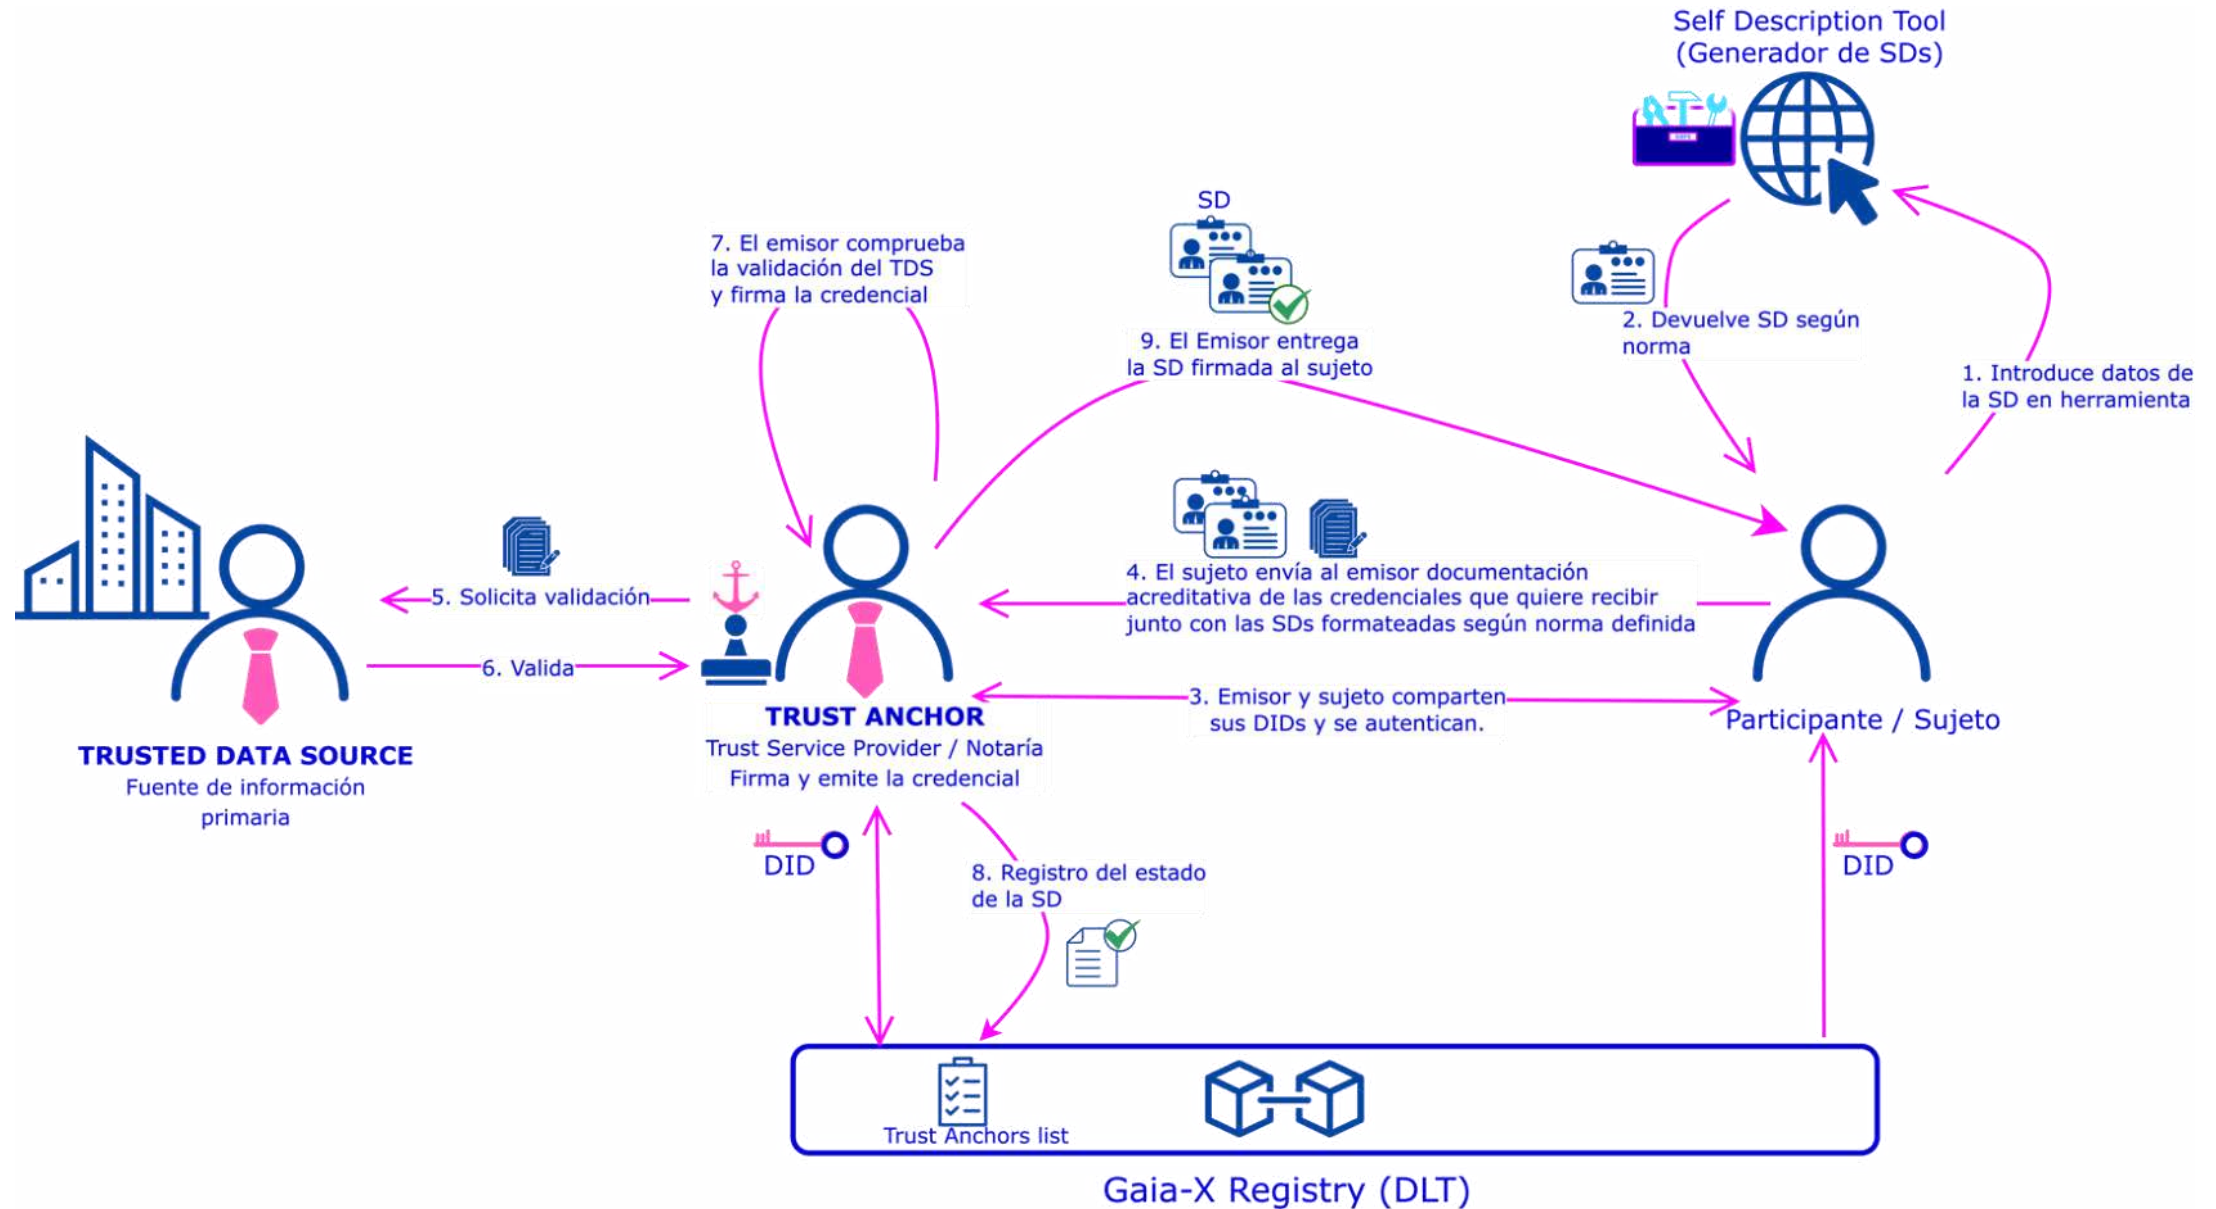 Self Description Tool
(Generador de SDs)
SD
7. El emisor comprueba
la validación del TDS
y firma la credencial
9. El Emisor entrega
la SD firmada al sujeto
2. Devuelve SD según
norma
1. Introduce datos de
la SD en herramienta
5. Solicita validación
6. Valida
4. El sujeto envía al emisor documentación
acreditativa de las credenciales que quiere recibir
junto con las SDs formateadas según norma definida
3. Emisor y sujeto comparten
sus DIDs y se autentican.
TRUSTED DATA SOURCE
Fuente de información
primaria
TRUST ANCHOR
Trust Service Provider / Notaría
Firma y emite la credencial
Participante / Sujeto
DID
8. Registro del estado
de la SD
DID
Trust Anchors list
Gaia-X Registry (DLT)